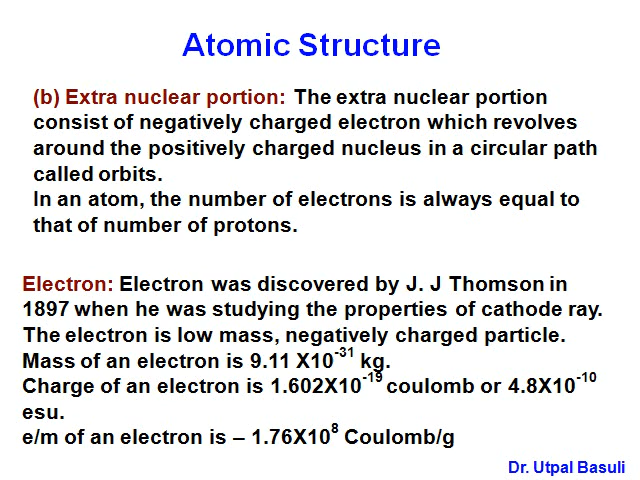 Atomic Structure
(b) Extra nuclear portion: The extra nuclear portion
consist of negatively charged electron which revolves
around the positively charged nucleus in a circular path
called orbits.
In an atom, the number of electrons is always equal to
that of number of protons.
Electron: Electron was discovered by J. J Thomson in
1897 when he was studying the properties of cathode ray.
The electron is low mass, negatively charged particle.
Mass of an electron is 9.11 X10⁻³¹ kg.
Charge of an electron is 1.602X10⁻¹⁹ coulomb or 4.8X10⁻¹⁰
esu.
e/m of an electron is – 1.76X10⁸ Coulomb/g
Dr. Utpal Basuli